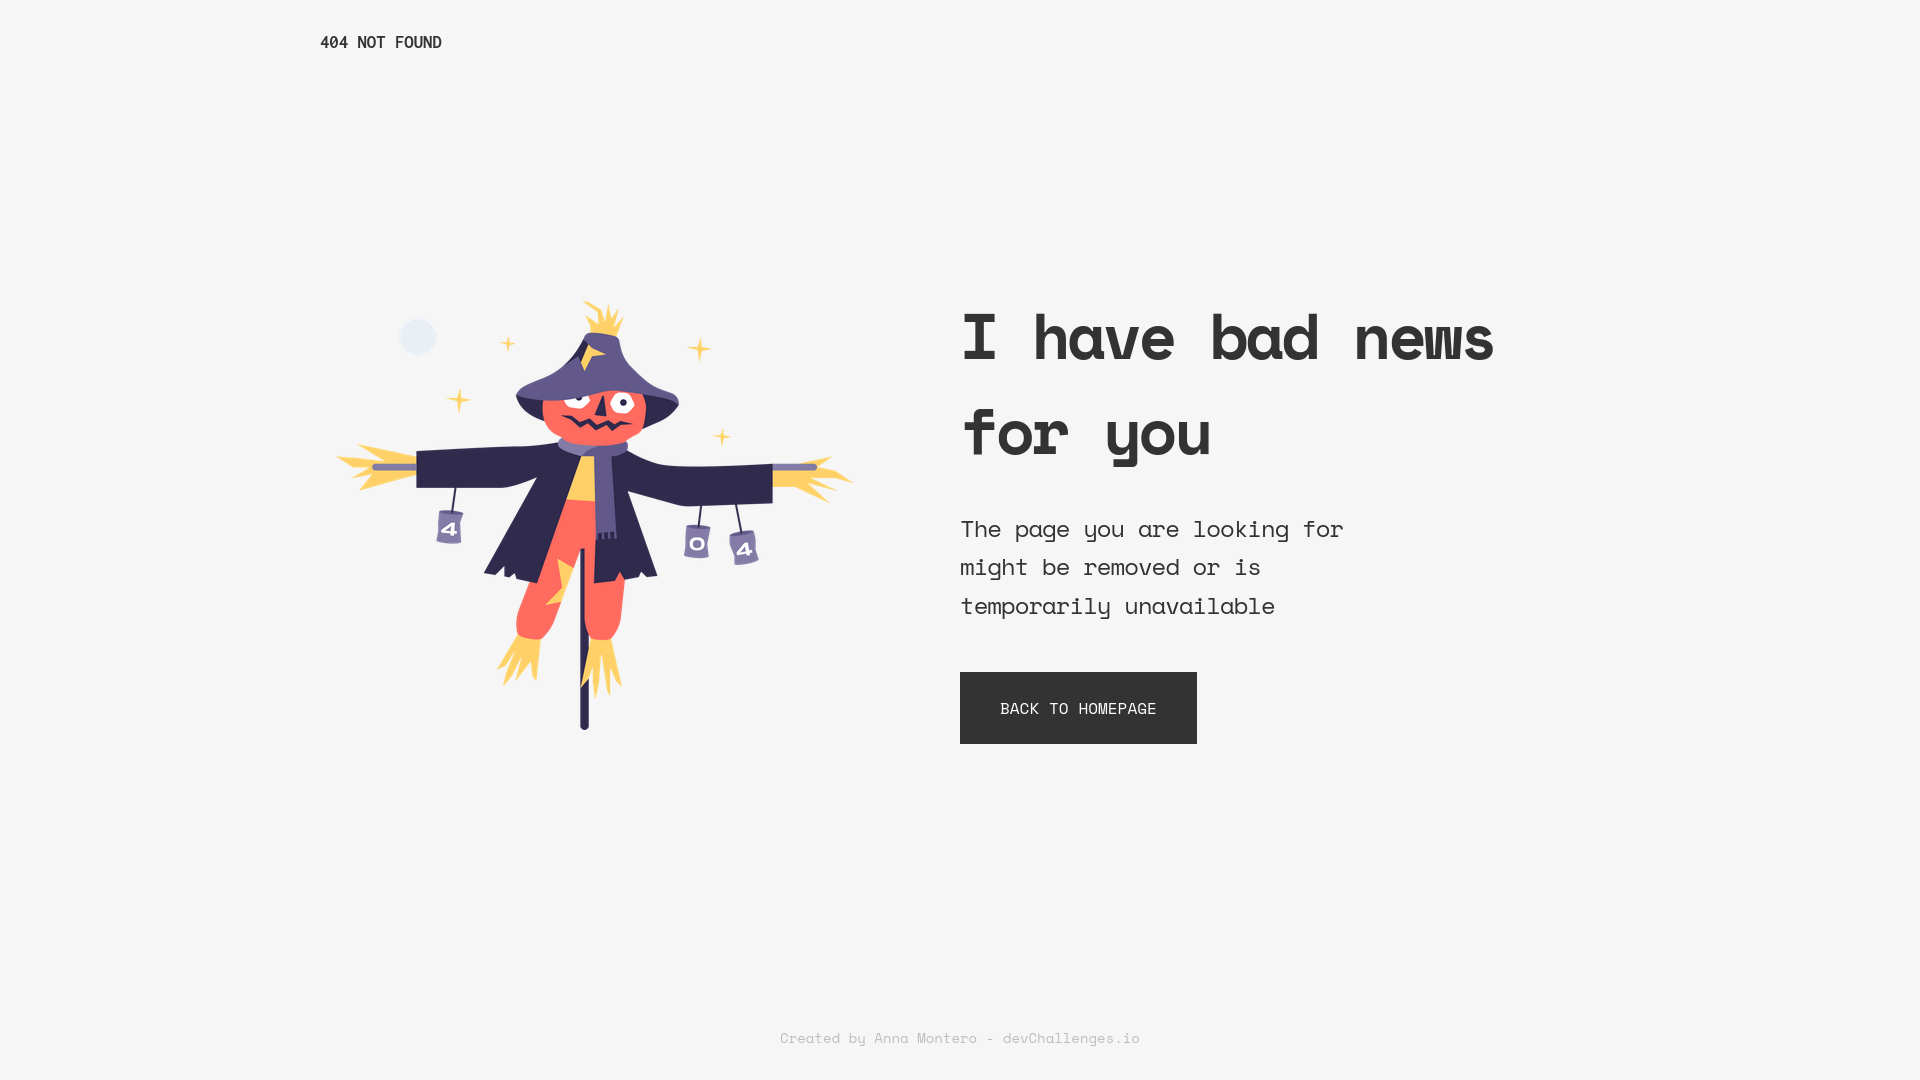 404 NOT FOUND
4
0
4
I have bad news
for you
The page you are looking for
might be removed or is
temporarily unavailable
BACK TO HOMEPAGE
Created by Anna Montero - devChallenges.io